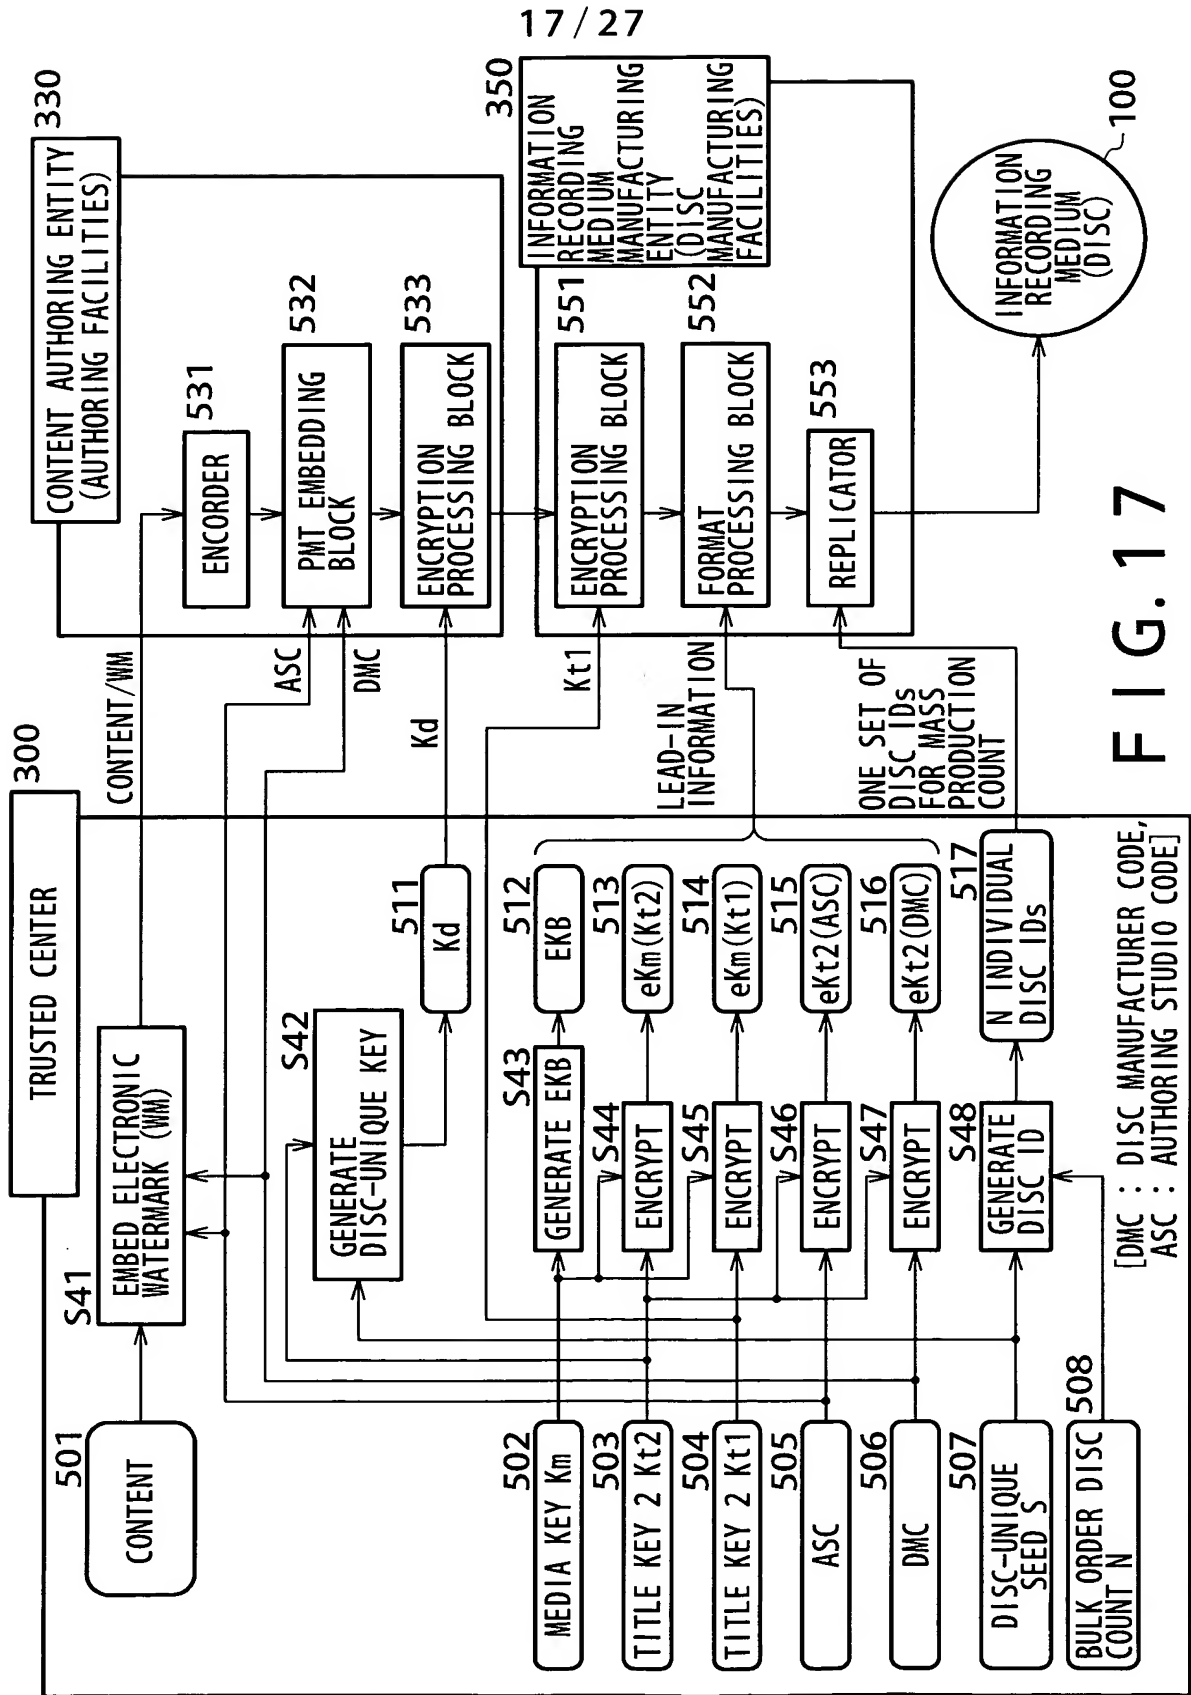 17/27
300
TRUSTED CENTER
501
CONTENT
S41
EMBED ELECTRONIC
WATERMARK (WM)
CONTENT/WM
ASC
DMC
S42
GENERATE
DISC-UNIQUE KEY
511
Kd
Kd
502
MEDIA KEY Km
S43
GENERATE EKB
512
EKB
503
TITLE KEY 2 Kt2
S44
ENCRYPT
513
eKm(Kt2)
504
TITLE KEY 2 Kt1
S45
ENCRYPT
514
eKm(Kt1)
505
ASC
S46
ENCRYPT
515
eKt2(ASC)
506
DMC
S47
ENCRYPT
516
eKt2(DMC)
507
DISC-UNIQUE
SEED S
S48
GENERATE
DISC ID
517
N INDIVIDUAL
DISC IDs
508
BULK ORDER DISC
COUNT N
[DMC : DISC MANUFACTURER CODE,
ASC : AUTHORING STUDIO CODE]
Kt1
LEAD-IN
INFORMATION
ONE SET OF
DISC IDs
FOR MASS
PRODUCTION
COUNT
330
CONTENT AUTHORING ENTITY
(AUTHORING FACILITIES)
531
ENCORDER
532
PMT EMBEDDING
BLOCK
533
ENCRYPTION
PROCESSING BLOCK
350
INFORMATION
RECORDING
MEDIUM
MANUFACTURING
ENTITY
(DISC
MANUFACTURING
FACILITIES)
551
ENCRYPTION
PROCESSING BLOCK
552
FORMAT
PROCESSING BLOCK
553
REPLICATOR
INFORMATION
RECORDING
MEDIUM
(DISC)
100
FIG.17